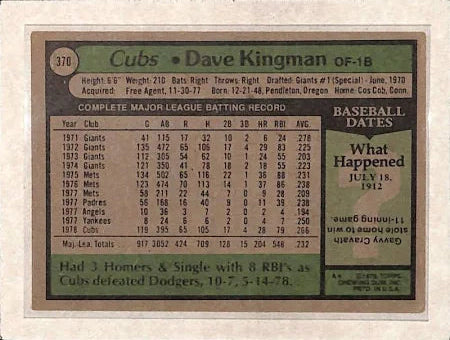 370 Cubs • Dave Kingman OF-1B
Height: 6'6" Weight: 210 Bats: Right Throws: Right Drafted: Giants #1 (Special) - June, 1970
Acquired: Free Agent, 11-30-77 Born: 12-21-48, Pendleton, Oregon Home: Cos Cob, Conn.
COMPLETE MAJOR LEAGUE BATTING RECORD
Year Club G AB R H 2B 3B HR RBI AVG.
1971 Giants 41 115 17 32 10 2 6 24 .278
1972 Giants 135 472 65 106 17 4 29 83 .225
1973 Giants 112 305 54 62 10 1 24 55 .203
1974 Giants 121 350 41 78 18 2 18 55 .223
1975 Mets 134 502 65 116 22 1 36 88 .231
1976 Mets 123 474 70 113 14 1 37 86 .238
1977 Mets 58 211 22 44 7 0 9 28 .209
1977 Padres 56 168 16 40 9 0 11 39 .238
1977 Angels 10 36 4 7 2 0 2 4 .194
1977 Yankees 8 24 6 6 2 0 4 7 .250
1978 Cubs 119 395 65 105 17 4 28 79 .266
Maj. Lea. Totals 917 3052 424 709 128 15 204 548 .232
Had 3 Homers & Single with 8 RBI's as
Cubs defeated Dodgers, 10-7, 5-14-78.
BASEBALL
DATES
What
Happened
JULY 18,
1912
?
Gavvy Cravath
stole home to win
11-inning game
TOPPS
CHEWING GUM, INC.
PRT'D IN U.S.A.